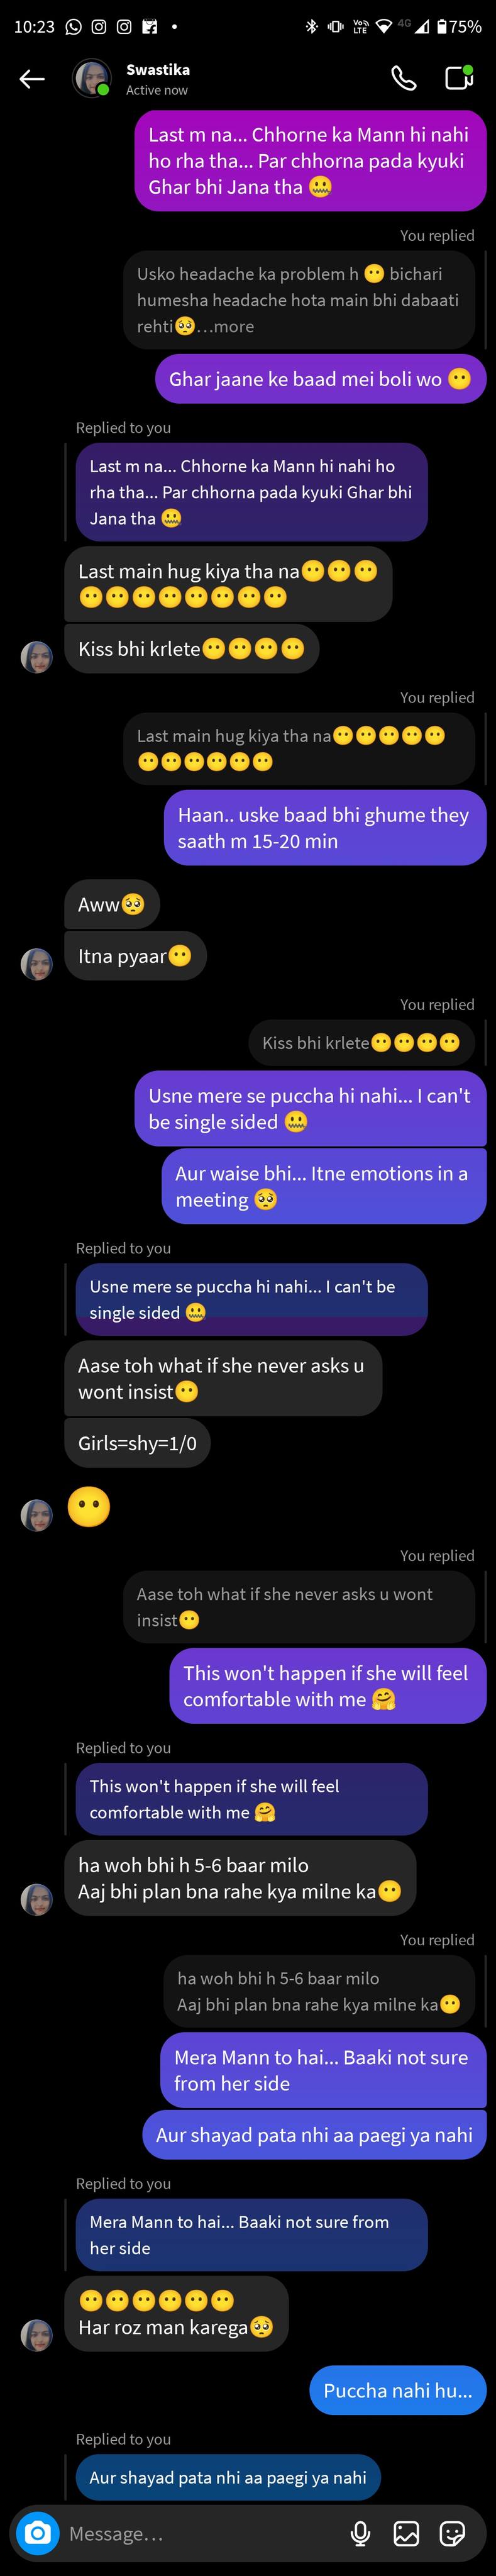 10:23
Vo))
LTE
4G
75%
Swastika
Active now
Last m na... Chhorne ka Mann hi nahi
ho rha tha... Par chhorna pada kyuki
Ghar bhi Jana tha 🤐
You replied
Usko headache ka problem h 😶 bichari
humesha headache hota main bhi dabaati
rehti🥺...more
Ghar jaane ke baad mei boli wo 😶
Replied to you
Last m na... Chhorne ka Mann hi nahi ho
rha tha... Par chhorna pada kyuki Ghar bhi
Jana tha 🤐
Last main hug kiya tha na😶😶😶
😶😶😶😶😶😶😶😶
Kiss bhi krlete😶😶😶😶
You replied
Last main hug kiya tha na😶😶😶😶😶
😶😶😶😶😶😶
Haan.. uske baad bhi ghume they
saath m 15-20 min
Aww🥺
Itna pyaar😶
You replied
Kiss bhi krlete😶😶😶😶
Usne mere se puccha hi nahi... I can't
be single sided 🤐
Aur waise bhi... Itne emotions in a
meeting 🥺
Replied to you
Usne mere se puccha hi nahi... I can't be
single sided 🤐
Aase toh what if she never asks u
wont insist😶
Girls=shy=1/0
😶
You replied
Aase toh what if she never asks u wont
insist😶
This won't happen if she will feel
comfortable with me 🤗
Replied to you
This won't happen if she will feel
comfortable with me 🤗
ha woh bhi h 5-6 baar milo
Aaj bhi plan bna rahe kya milne ka😶
You replied
ha woh bhi h 5-6 baar milo
Aaj bhi plan bna rahe kya milne ka😶
Mera Mann to hai... Baaki not sure
from her side
Aur shayad pata nhi aa paegi ya nahi
Replied to you
Mera Mann to hai... Baaki not sure from
her side
😶😶😶😶😶😶
Har roz man karega🥺
Puccha nahi hu...
Replied to you
Aur shayad pata nhi aa paegi ya nahi
Message...